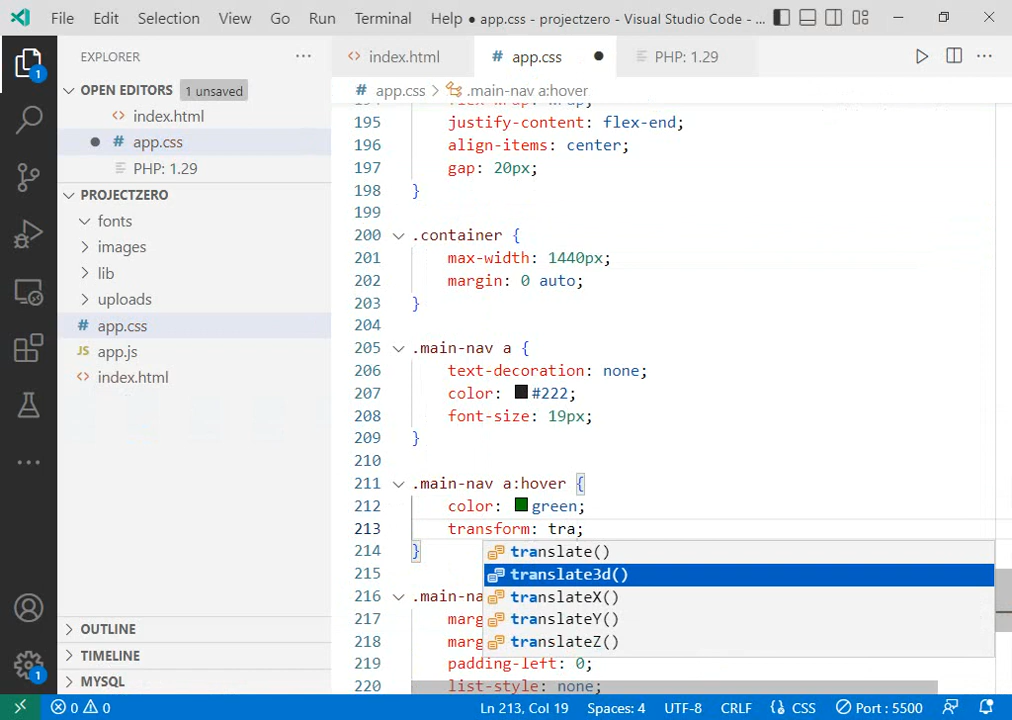 File Edit Selection View Go Run Terminal Help ● app.css - projectzero - Visual Studio Code - ...
EXPLORER ···
<> index.html # app.css ● PHP: 1.29
OPEN EDITORS 1 unsaved
# app.css > .main-nav a:hover
<> index.html
● # app.css
PHP: 1.29
PROJECTZERO
fonts
images
lib
uploads
# app.css
JS app.js
<> index.html
OUTLINE
TIMELINE
MYSQL
1
1
194 flex-wrap: wrap;
195 justify-content: flex-end;
196 align-items: center;
197 gap: 20px;
198 }
199
200 .container {
201 max-width: 1440px;
202 margin: 0 auto;
203 }
204
205 .main-nav a {
206 text-decoration: none;
207 color: #222;
208 font-size: 19px;
209 }
210
211 .main-nav a:hover {
212 color: green;
213 transform: tra;
214 }
translate()
215
translate3d()
216 .main-na
translateX()
217 marg
translateY()
218 marg
translateZ()
219 padding-left: 0;
220 list-style: none;
0 0 Ln 213, Col 19 Spaces: 4 UTF-8 CRLF {} CSS Port : 5500